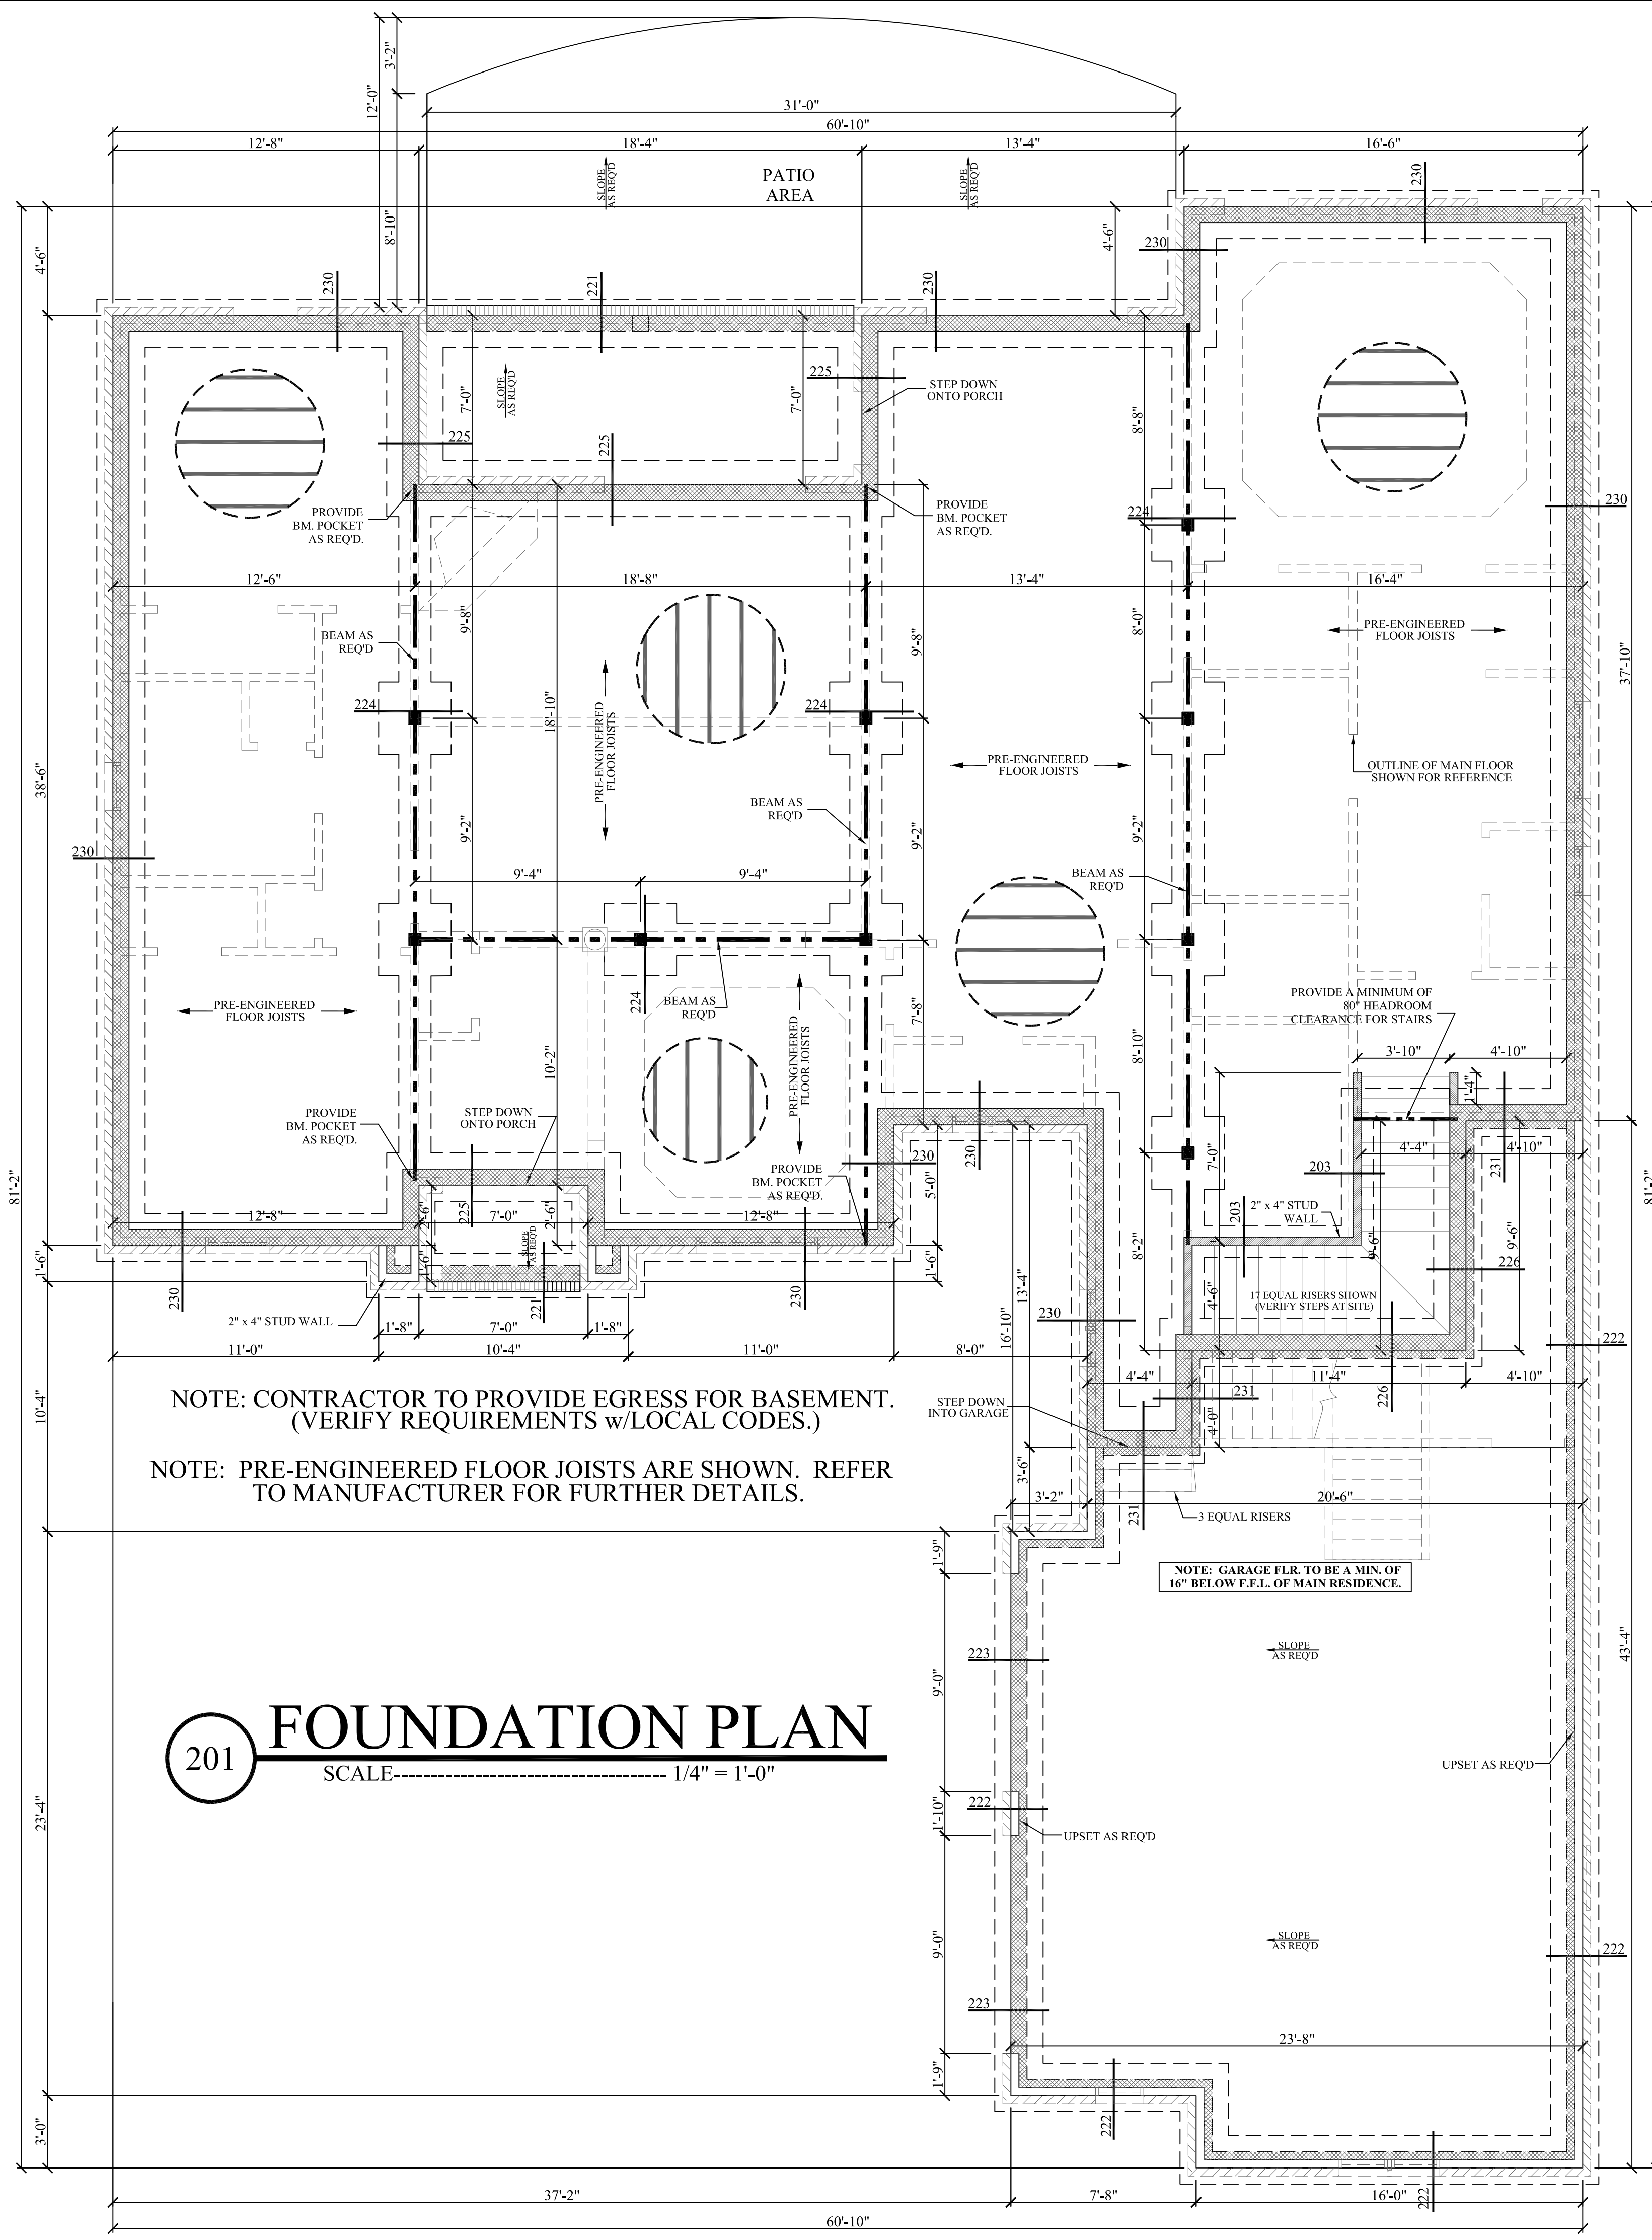 3'-2"
12'-0"
31'-0"
60'-10"
12'-8"
18'-4"
13'-4"
16'-6"
SLOPE
AS REQ'D
PATIO
AREA
SLOPE
AS REQ'D
230
8'-10"
4'-6"
4'-6"
230
230
221
230
7'-0"
SLOPE
AS REQ'D
7'-0"
225
STEP DOWN
ONTO PORCH
8'-8"
225
225
PROVIDE
BM. POCKET
AS REQ'D.
PROVIDE
BM. POCKET
AS REQ'D.
224
230
12'-6"
18'-8"
13'-4"
16'-4"
9'-8"
BEAM AS
REQ'D
9'-8"
8'-0"
PRE-ENGINEERED
FLOOR JOISTS
37'-10"
224
18'-10"
PRE-ENGINEERED
FLOOR JOISTS
224
38'-6"
PRE-ENGINEERED
FLOOR JOISTS
OUTLINE OF MAIN FLOOR
SHOWN FOR REFERENCE
BEAM AS
REQ'D
9'-2"
9'-2"
9'-2"
230
9'-4"
9'-4"
BEAM AS
REQ'D
PRE-ENGINEERED
FLOOR JOISTS
224
BEAM AS
REQ'D
PRE-ENGINEERED
FLOOR JOISTS
7'-8"
PROVIDE A MINIMUM OF
80" HEADROOM
CLEARANCE FOR STAIRS
10'-2"
8'-10"
3'-10"
4'-10"
1'-4"
PROVIDE
BM. POCKET
AS REQ'D.
STEP DOWN
ONTO PORCH
PROVIDE
BM. POCKET
AS REQ'D.
230
230
5'-0"
7'-0"
4'-4"
4'-10"
203
231
81'-2"
81'-2"
12'-8"
2'-6"
225
7'-0"
2'-6"
12'-8"
SLOPE
AS REQ'D
203
2" x 4" STUD
WALL
8'-2"
9'-6"
9'-6"
226
1'-6"
1'-6"
1'-6"
230
221
230
13'-4"
16'-10"
4'-6"
17 EQUAL RISERS SHOWN
(VERIFY STEPS AT SITE)
2" x 4" STUD WALL
1'-8"
7'-0"
1'-8"
230
222
11'-0"
10'-4"
11'-0"
8'-0"
4'-4"
11'-4"
4'-10"
231
226
NOTE: CONTRACTOR TO PROVIDE EGRESS FOR BASEMENT.
(VERIFY REQUIREMENTS w/LOCAL CODES.)
STEP DOWN
INTO GARAGE
4'-0"
10'-4"
NOTE: PRE-ENGINEERED FLOOR JOISTS ARE SHOWN. REFER
TO MANUFACTURER FOR FURTHER DETAILS.
3'-6"
3'-2"
20'-6"
231
3 EQUAL RISERS
1'-9"
NOTE: GARAGE FLR. TO BE A MIN. OF
16" BELOW F.F.L. OF MAIN RESIDENCE.
223
SLOPE
AS REQ'D
43'-4"
9'-0"
201
FOUNDATION PLAN
SCALE------------------------------------- 1/4" = 1'-0"
UPSET AS REQ'D
222
1'-10"
UPSET AS REQ'D
23'-4"
9'-0"
SLOPE
AS REQ'D
222
223
23'-8"
1'-9"
222
3'-0"
37'-2"
7'-8"
16'-0"
222
60'-10"